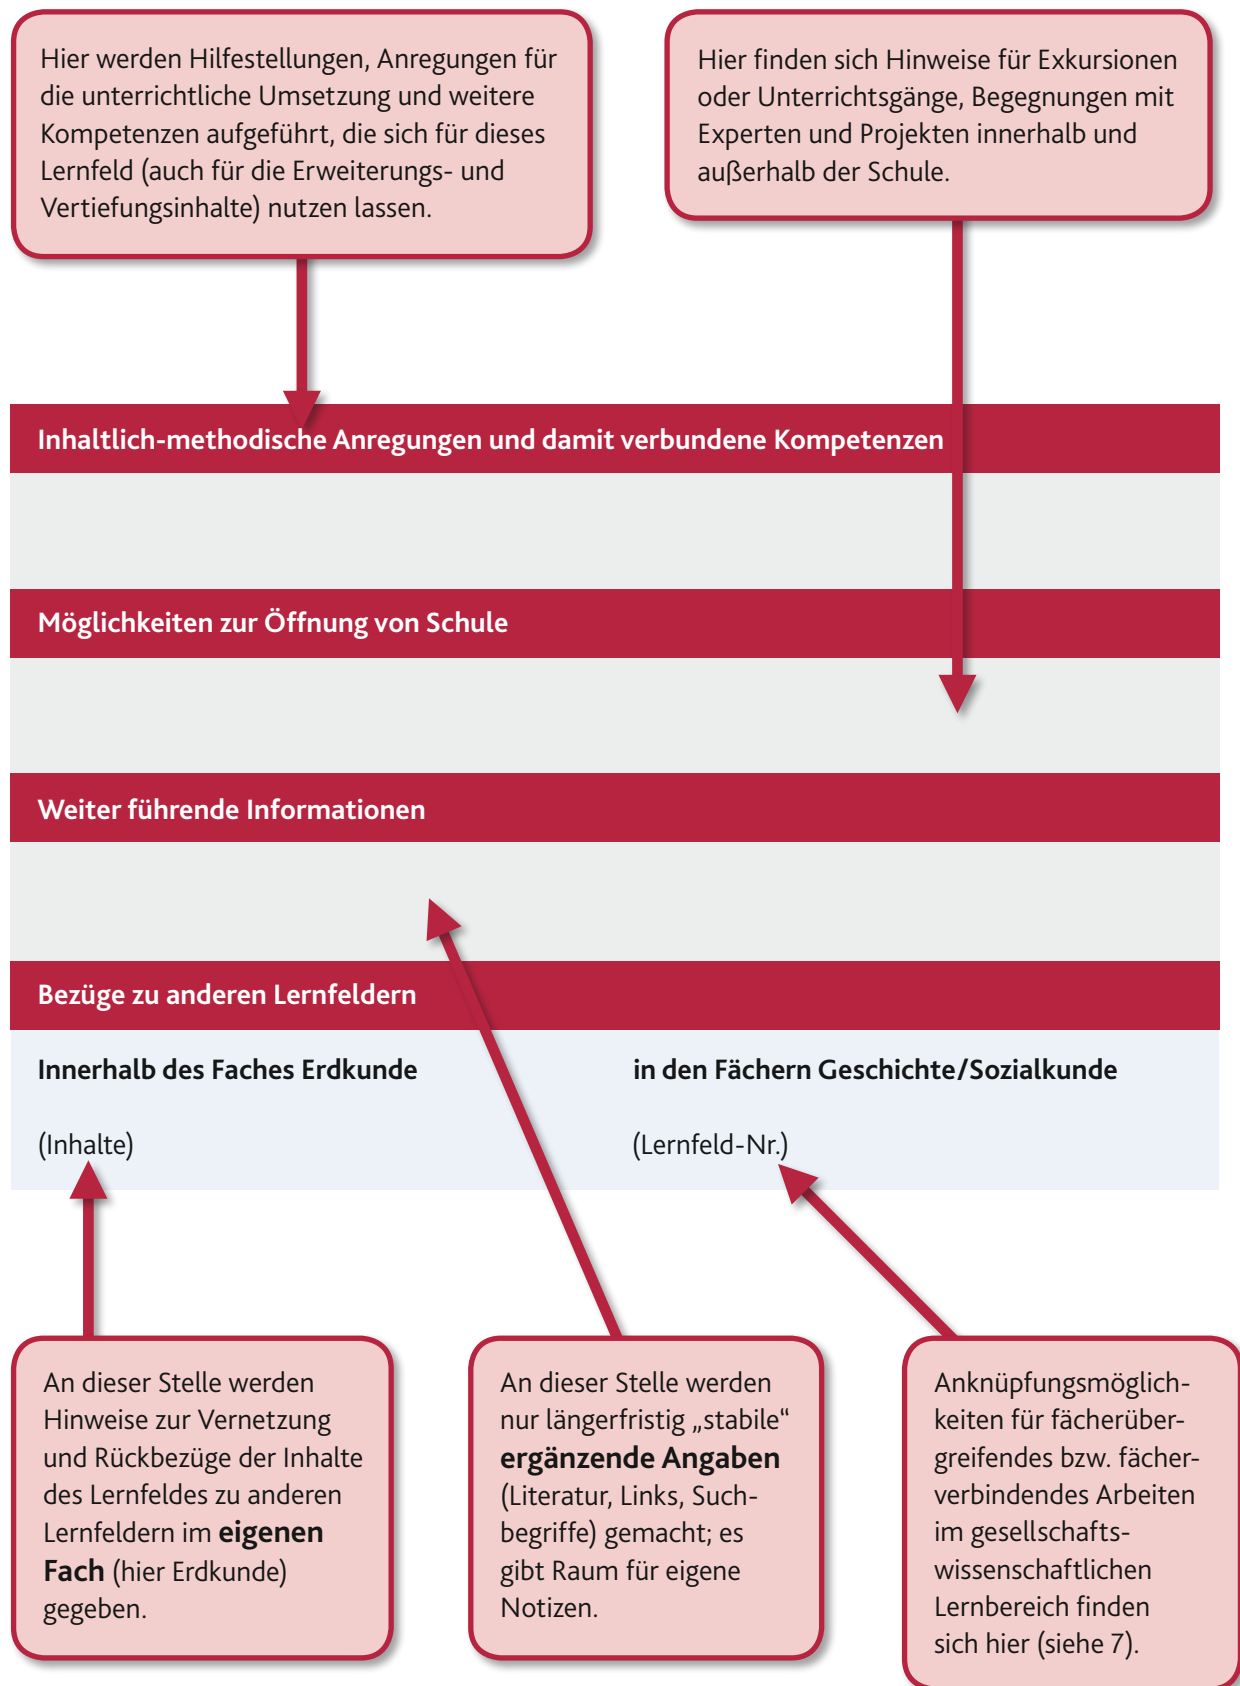 Hier werden Hilfestellungen, Anregungen für
die unterrichtliche Umsetzung und weitere
Kompetenzen aufgeführt, die sich für dieses
Lernfeld (auch für die Erweiterungs- und
Vertiefungsinhalte) nutzen lassen.
Hier finden sich Hinweise für Exkursionen
oder Unterrichtsgänge, Begegnungen mit
Experten und Projekten innerhalb und
außerhalb der Schule.
Inhaltlich-methodische Anregungen und damit verbundene Kompetenzen
Möglichkeiten zur Öffnung von Schule
Weiter führende Informationen
Bezüge zu anderen Lernfeldern
Innerhalb des Faches Erdkunde
in den Fächern Geschichte/Sozialkunde
(Inhalte)
(Lernfeld-Nr.)
An dieser Stelle werden
Hinweise zur Vernetzung
und Rückbezüge der Inhalte
des Lernfeldes zu anderen
Lernfeldern im eigenen
Fach (hier Erdkunde)
gegeben.
An dieser Stelle werden
nur längerfristig „stabile“
ergänzende Angaben
(Literatur, Links, Such-
begriffe) gemacht; es
gibt Raum für eigene
Notizen.
Anknüpfungsmöglich-
keiten für fächerüber-
greifendes bzw. fächer-
verbindendes Arbeiten
im gesellschafts-
wissenschaftlichen
Lernbereich finden
sich hier (siehe 7).